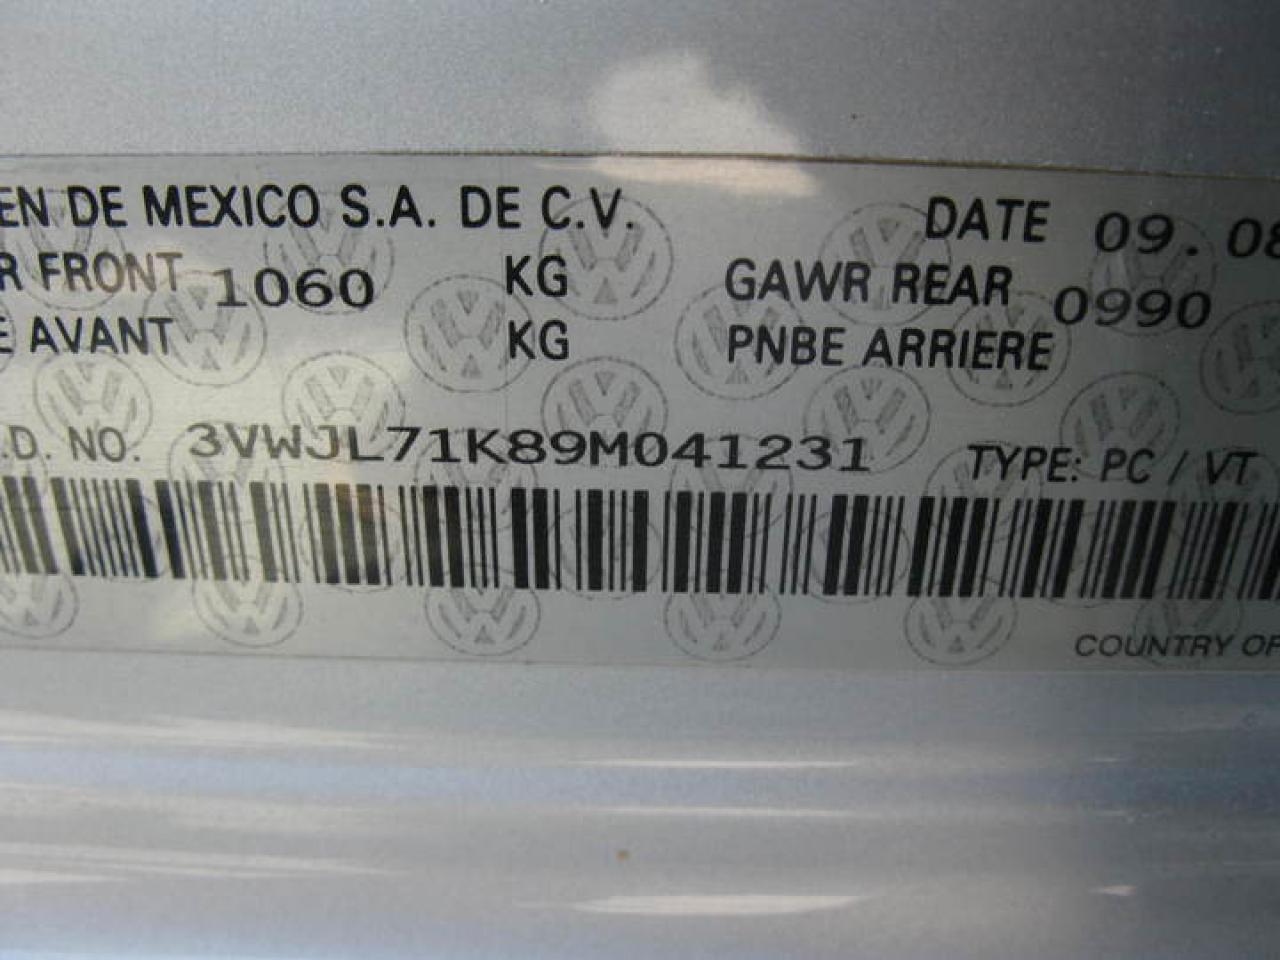 EN DE MEXICO S.A. DE C.V. DATE 09.08
R FRONT 1060 KG GAWR REAR 0990
E AVANT KG PNBE ARRIERE
.D. NO. 3VWJL71K89M041231 TYPE: PC / VT
COUNTRY OF